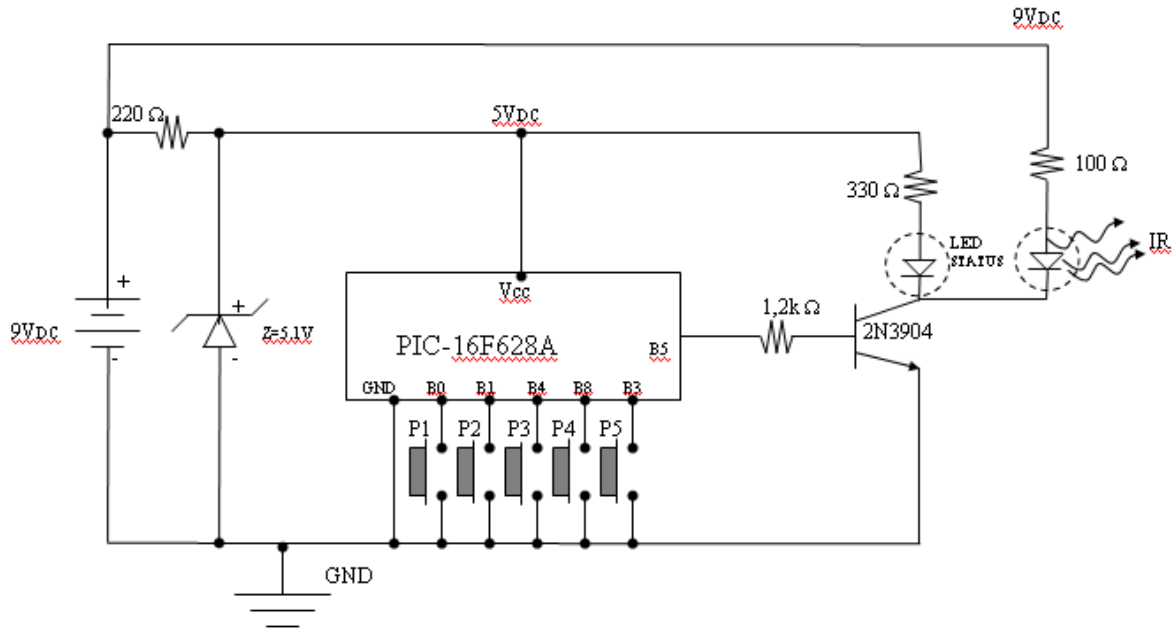 9VDC
220 Ω
5VDC
100 Ω
330 Ω
LED
STATUS
IR
Vcc
1,2k Ω
9VDC
+
-
+
-
Z=5,1V
PIC-16F628A
B5
2N3904
GND
B0
B1
B4
B8
B3
P1
P2
P3
P4
P5
GND